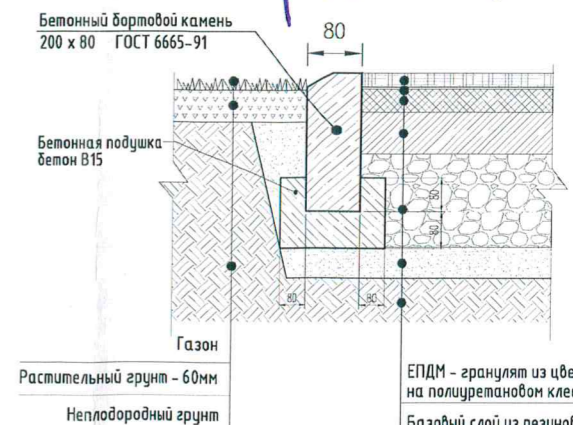 Бетонный бортовой камень
200 x 80 ГОСТ 6665-91
80
Бетонная подушка
бетон В15
80
80
80
80
Газон
Растительный грунт - 60мм
Неплодородный грунт
ЕПДМ - гранулят из цве
на полиуретановом кле
Базовый слой из резинов